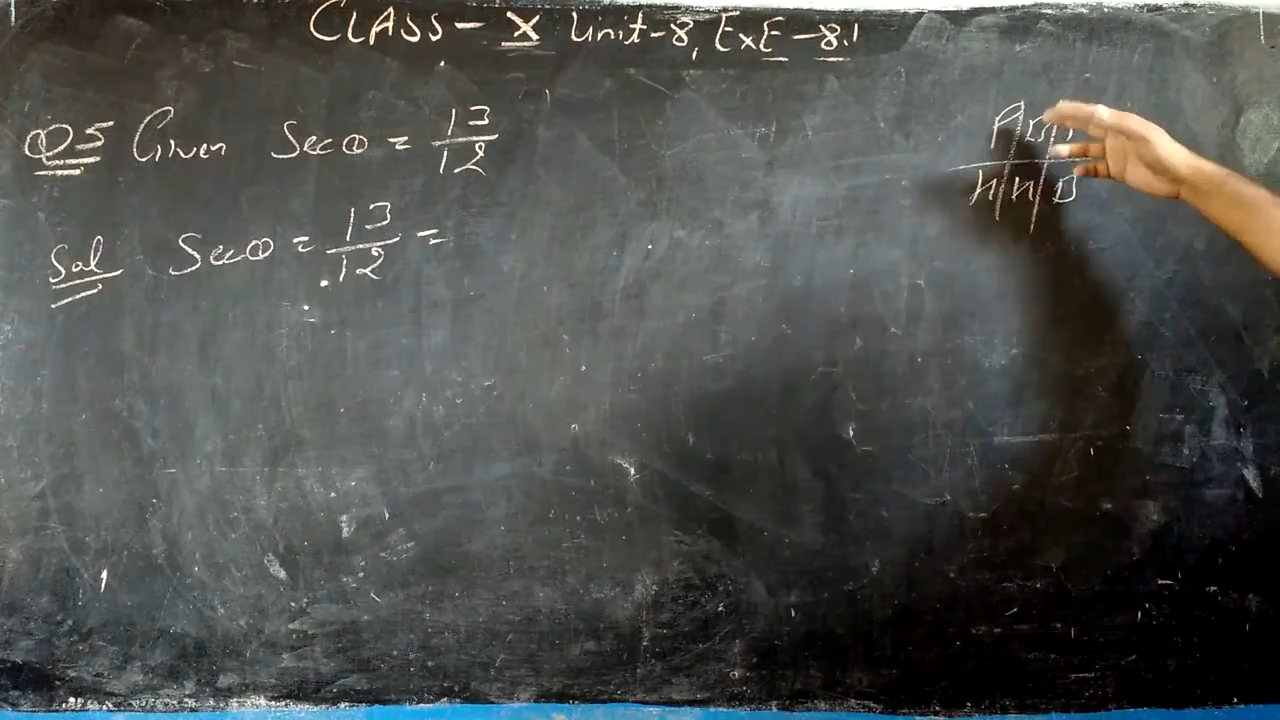 CLASS - X Unit-8, ExE-8.1
Q5 Given Secθ = 13/12
Sol Secθ = 13/12 =
P
H H B